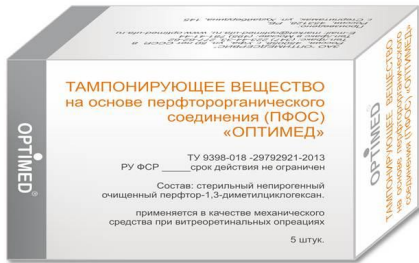 ТАМПОНИРУЮЩЕЕ ВЕЩЕСТВО
на основе перфторорганического
соединения (ПФОС)
«ОПТИМЕД»
ТУ 9398-018 -29792921-2013
РУ ФСР _____срок действия не ограничен
Состав: стерильный непирогенный
очищенный перфтор-1,3-диметилциклогексан.
применяется в качестве механического
средства при витреоретинальных опреациях
5 штук.
OPTIMED®
OPTIMED
ТАМПОНИРУЮЩЕЕ ВЕЩЕСТВО
на основе перфторорганического
соединения (ПФОС) «ОПТИМЕД»